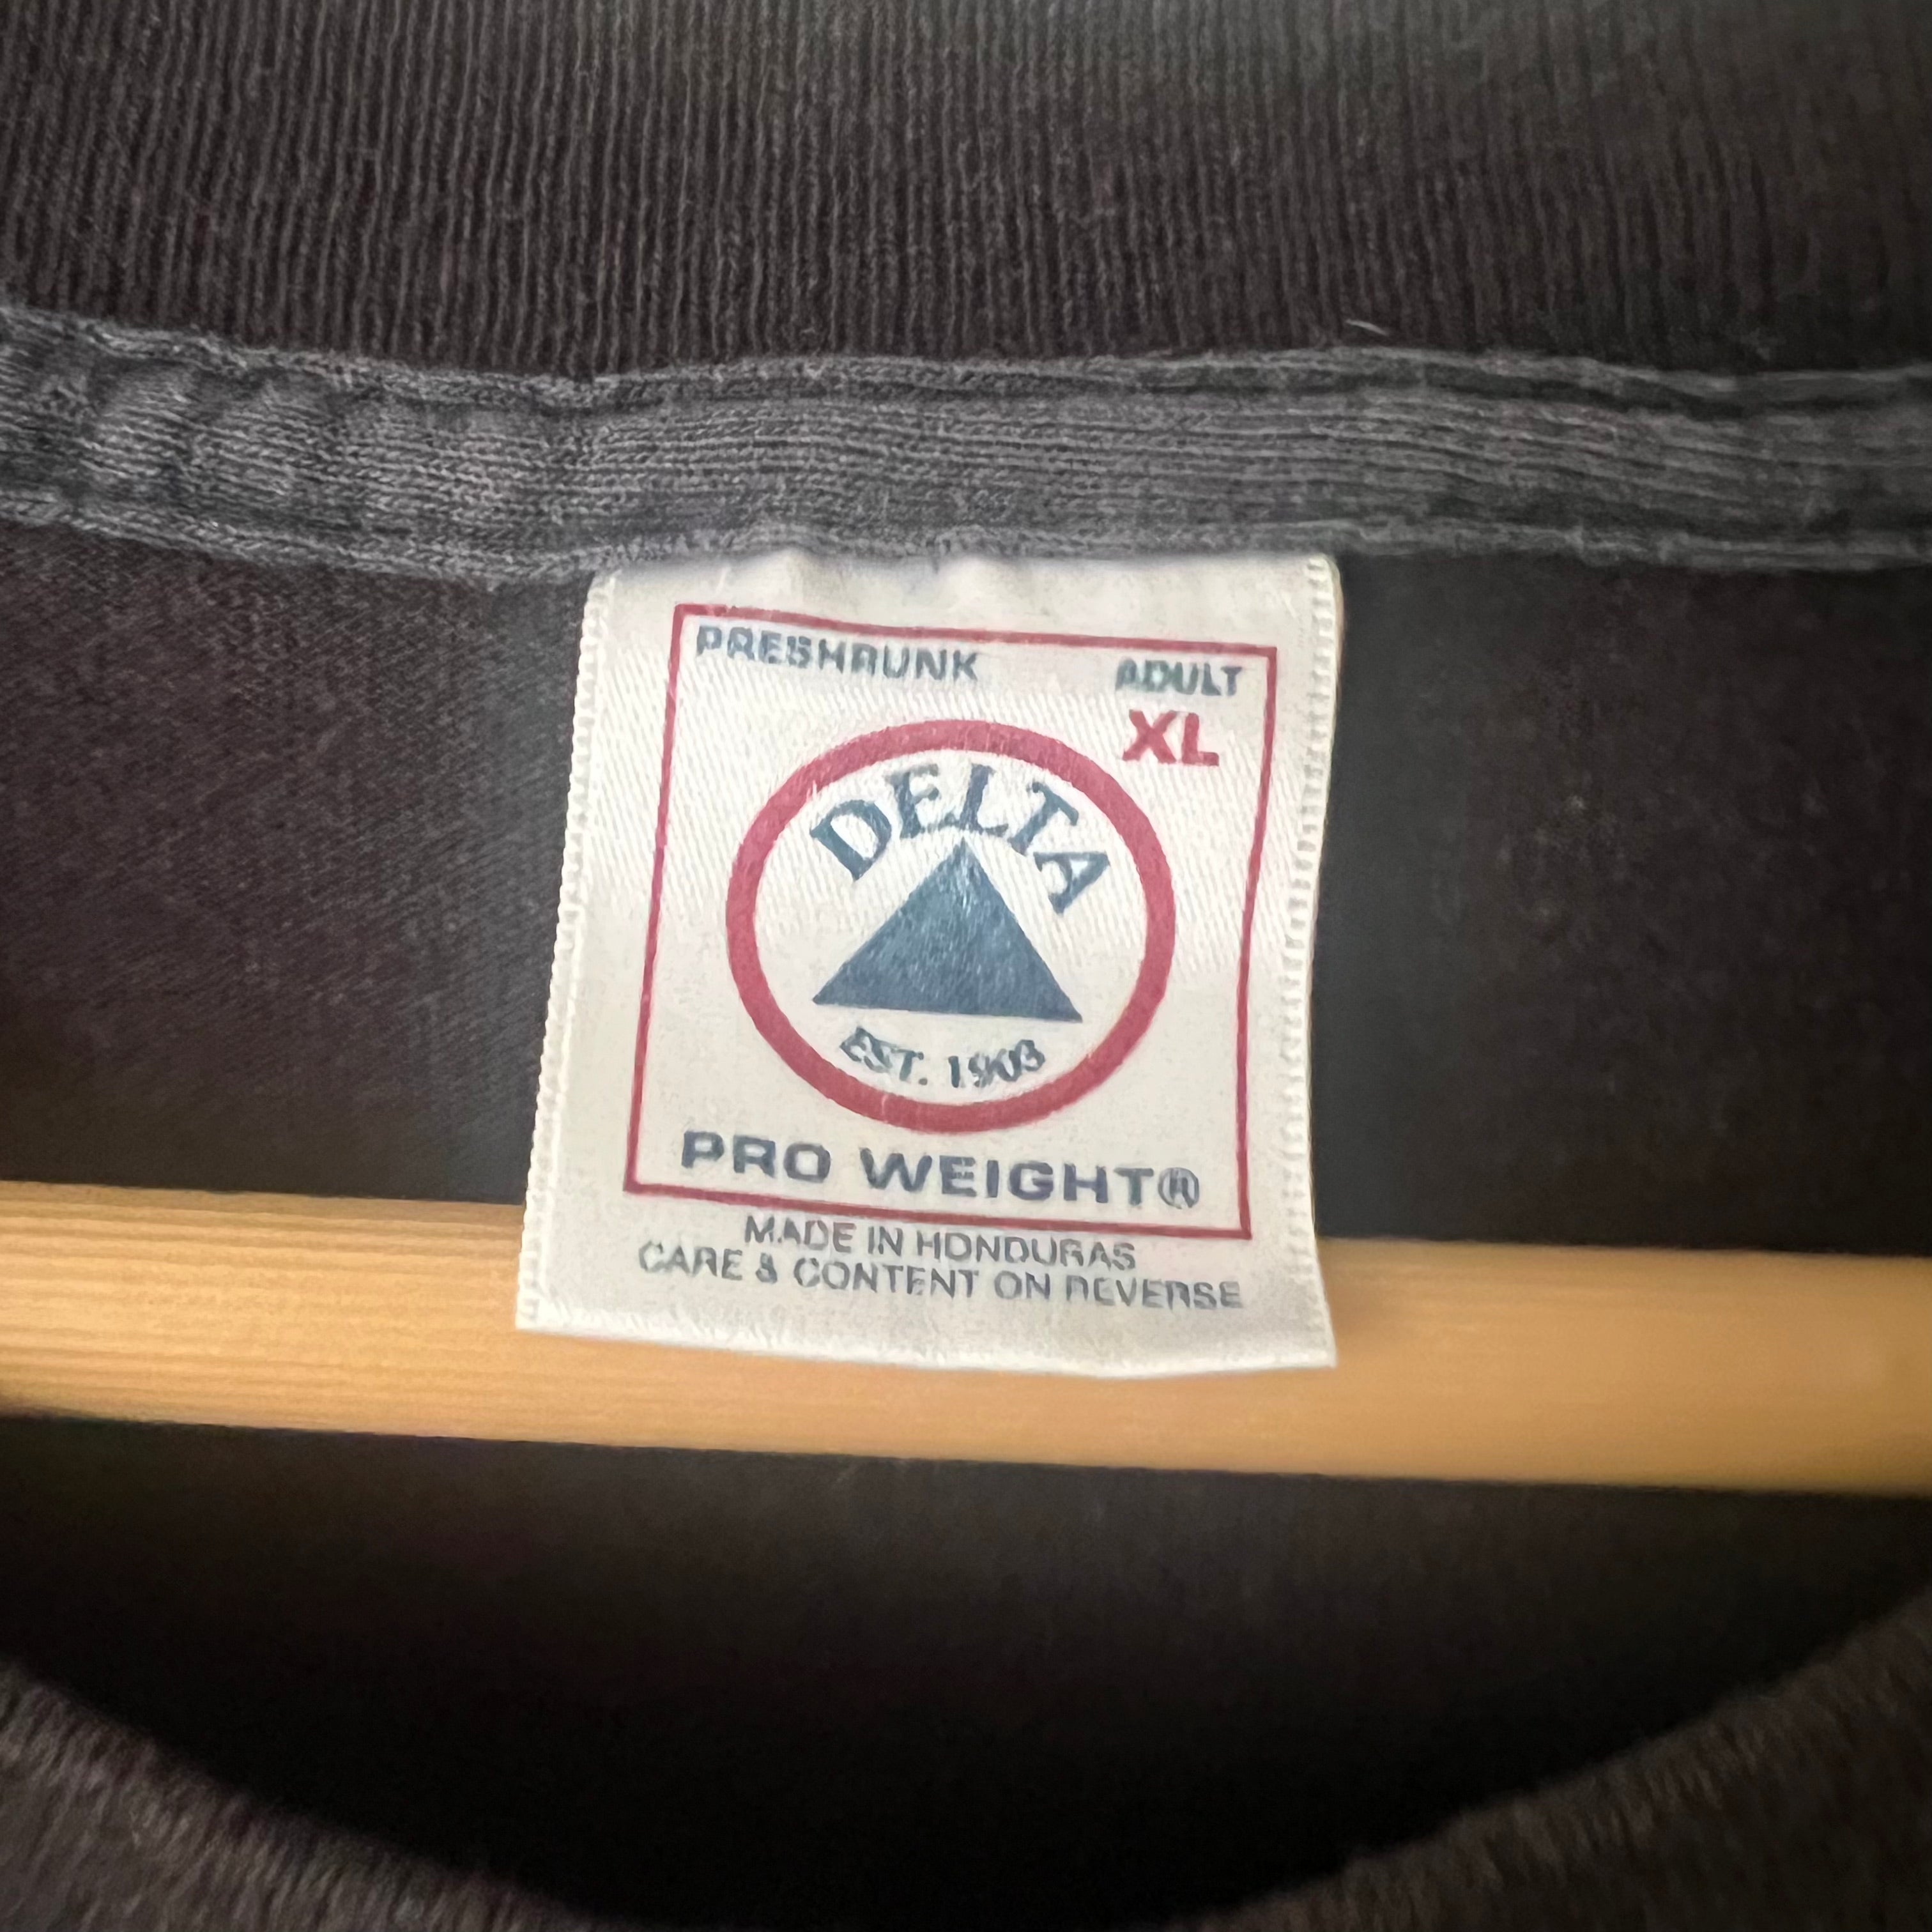 PRESHRUNK ADULT
XL
DELTA
EST. 1903
PRO WEIGHT®
MADE IN HONDURAS
CARE & CONTENT ON REVERSE